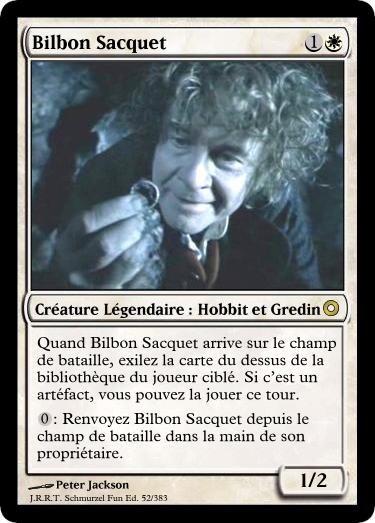 Bilbon Sacquet 1
Créature Légendaire : Hobbit et Gredin
Quand Bilbon Sacquet arrive sur le champ
de bataille, exilez la carte du dessus de la
bibliothèque du joueur ciblé. Si c'est un
artéfact, vous pouvez la jouer ce tour.
0: Renvoyez Bilbon Sacquet depuis le
champ de bataille dans la main de son
propriétaire.
1/2
Peter Jackson
J.R.R.T. Schmurzel Fun Ed. 52/383